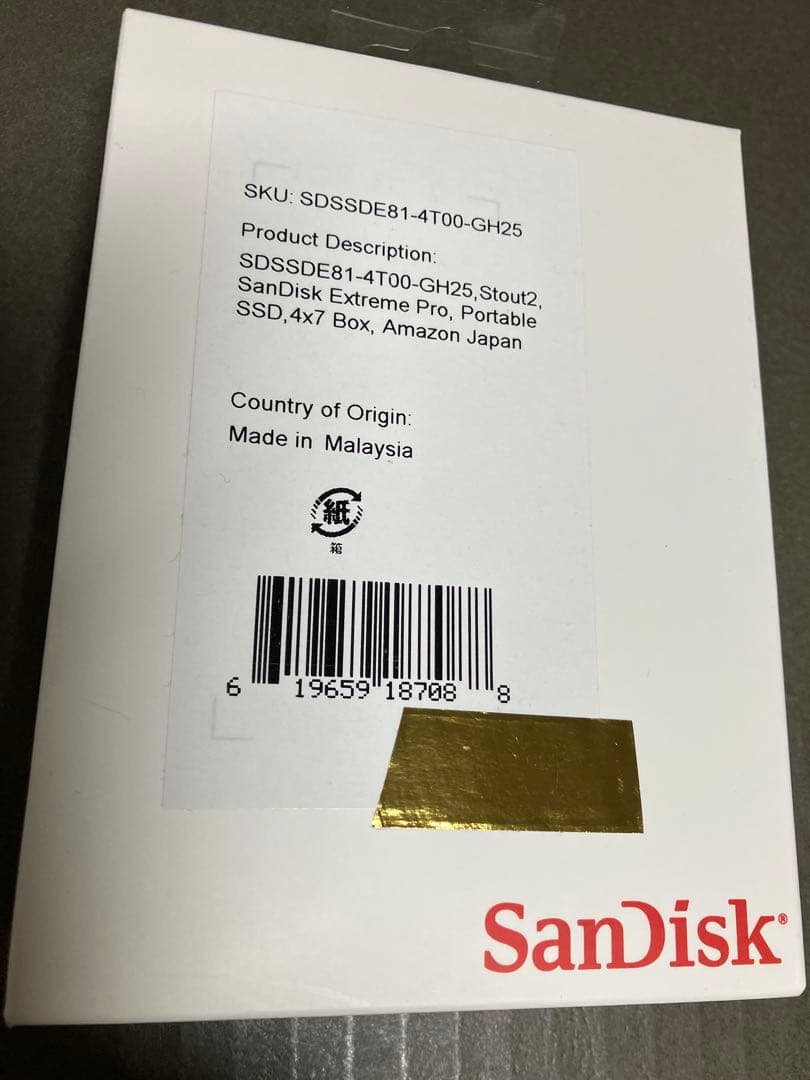 SKU: SDSSDE81-4T00-GH25
Product Description:
SDSSDE81-4T00-GH25,Stout2,
SanDisk Extreme Pro, Portable
SSD,4x7 Box, Amazon Japan
Country of Origin:
Made in Malaysia
紙
箱
6 19659 18708 8
SanDisk®